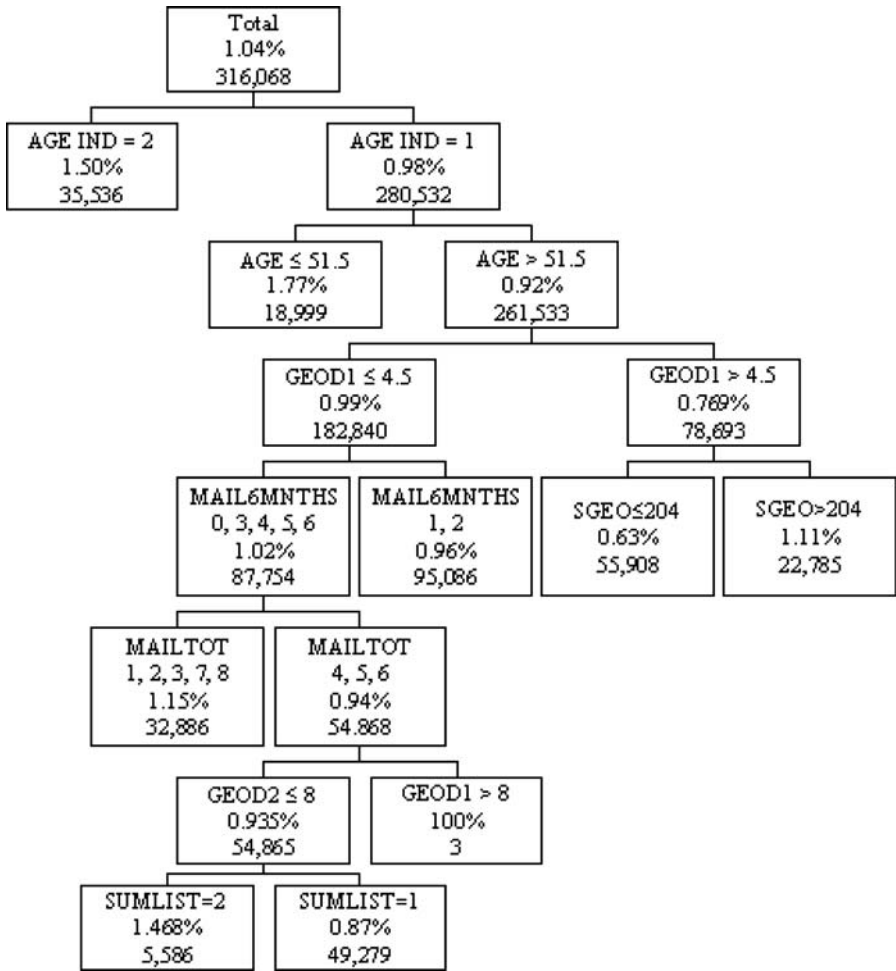 Total
1.04%
316,068
AGE IND = 2
1.50%
35,536
AGE IND = 1
0.98%
280,532
AGE ≤ 51.5
1.77%
18,999
AGE > 51.5
0.92%
261,533
GEOD1 ≤ 4.5
0.99%
182,840
GEOD1 > 4.5
0.769%
78,693
MAIL6MNTHS
0, 3, 4, 5, 6
1.02%
87,754
MAIL6MNTHS
1, 2
0.96%
95,086
SGEO≤204
0.63%
55,908
SGEO>204
1.11%
22,785
MAILTOT
1, 2, 3, 7, 8
1.15%
32,886
MAILTOT
4, 5, 6
0.94%
54.868
GEOD2 ≤ 8
0.935%
54,865
GEOD1 > 8
100%
3
SUMLIST=2
1.468%
5,586
SUMLIST=1
0.87%
49,279